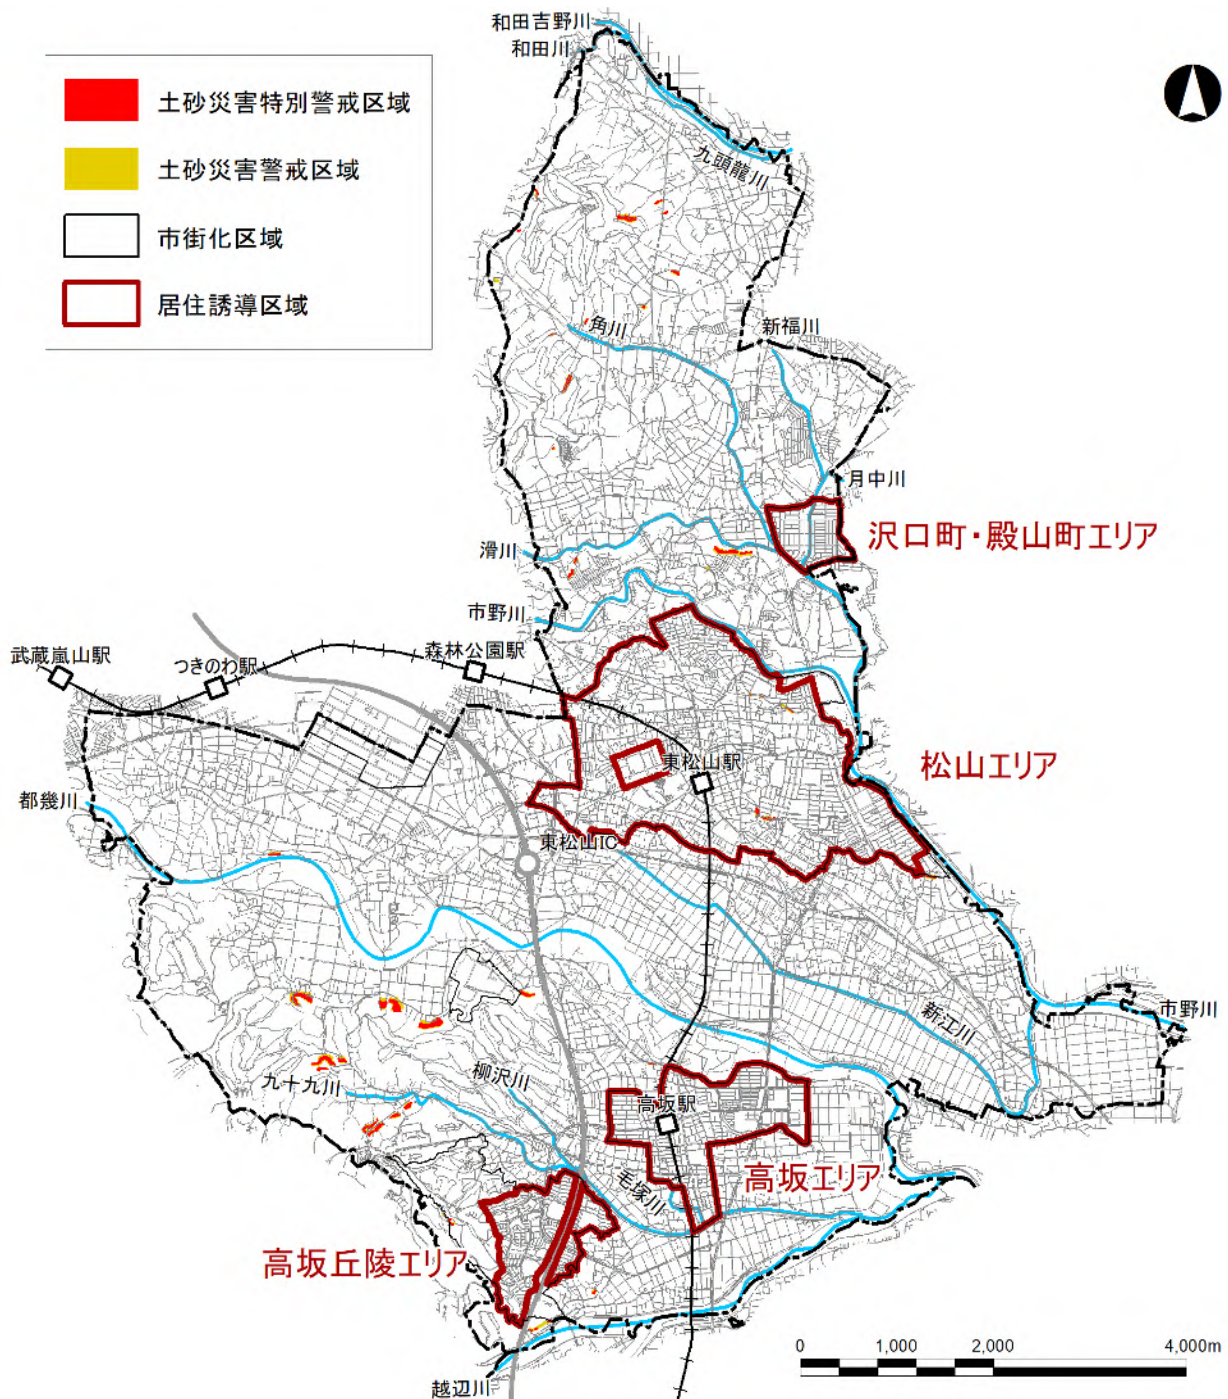 和田吉野川
和田川
土砂災害特別警戒区域
土砂災害警戒区域
市街化区域
居住誘導区域
九頭龍川
角川
新福川
月中川
沢口町・殿山町エリア
滑川
市野川
武蔵嵐山駅
つきのわ駅
森林公園駅
東松山駅
松山エリア
都幾川
東松山IC
新江川
市野川
柳沢川
九十九川
高坂駅
高坂エリア
毛塚川
高坂丘陵エリア
越辺川
0 1,000 2,000 4,000m